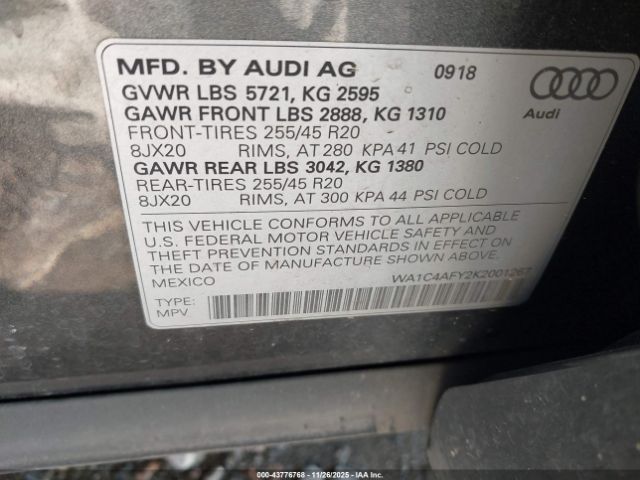 MFD. BY AUDI AG 0918
GVWR LBS 5721, KG 2595
GAWR FRONT LBS 2888, KG 1310
FRONT-TIRES 255/45 R20
8JX20 RIMS, AT 280 KPA 41 PSI COLD
GAWR REAR LBS 3042, KG 1380
REAR-TIRES 255/45 R20
8JX20 RIMS, AT 300 KPA 44 PSI COLD
Audi
THIS VEHICLE CONFORMS TO ALL APPLICABLE
U.S. FEDERAL MOTOR VEHICLE SAFETY AND
THEFT PREVENTION STANDARDS IN EFFECT ON
THE DATE OF MANUFACTURE SHOWN ABOVE.
MEXICO WA1C4AFY2K2001267
TYPE:
MPV
000-43776768 11/26/2025 IAA Inc.